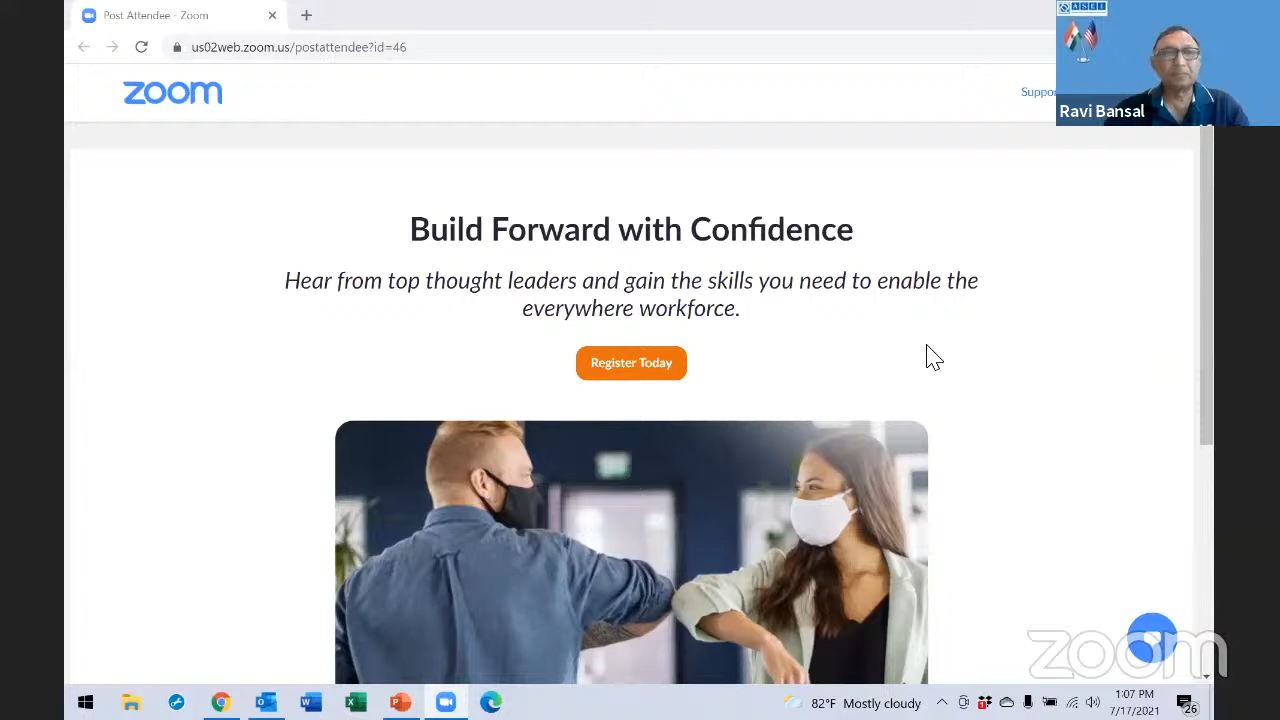 Post Attendee - Zoom
us02web.zoom.us/postattendee?id=46
ASEI
zoom
Suppor
Ravi Bansal
Build Forward with Confidence
Hear from top thought leaders and gain the skills you need to enable the
everywhere workforce.
Register Today
zoom
82°F Mostly cloudy
1:07 PM
7/17/2021
26